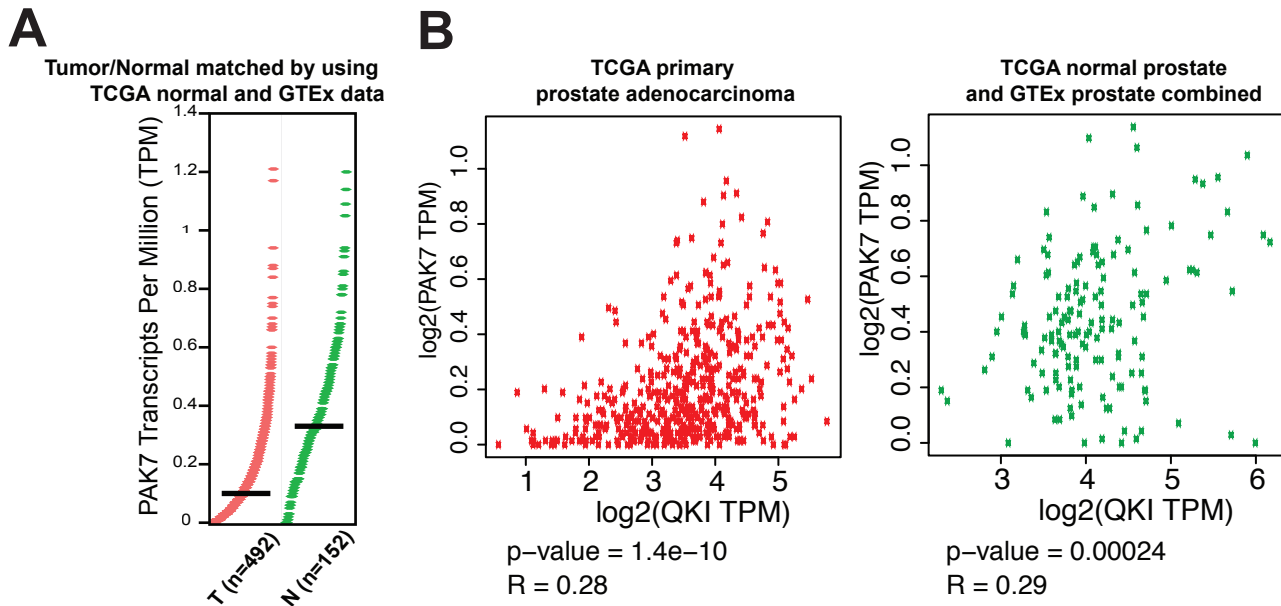 A
Tumor/Normal matched by using
TCGA normal and GTEx data
PAK7 Transcripts Per Million (TPM)
1.4
1.2
1
0.8
0.6
0.4
0.2
0
T (n=492)
N (n=152)
B
TCGA primary
prostate adenocarcinoma
log2(PAK7 TPM)
1.0
0.8
0.6
0.4
0.2
0.0
1 2 3 4 5
log2(QKI TPM)
p−value = 1.4e−10
R = 0.28
TCGA normal prostate
and GTEx prostate combined
log2(PAK7 TPM)
1.0
0.8
0.6
0.4
0.2
0.0
3 4 5 6
log2(QKI TPM)
p−value = 0.00024
R = 0.29